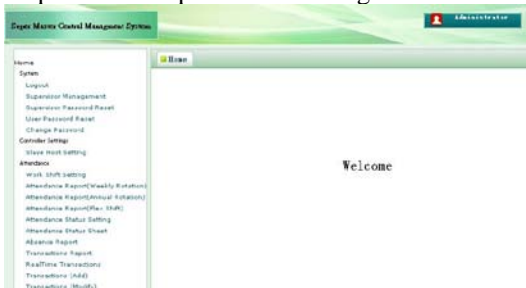 Super Master Central Management System
Administrator
Home
Home
System
Logout
Supervisor Management
Supervisor Password Reset
User Password Reset
Change Password
Controller Settings
Slave Host Setting
Attendance
Work Shift Setting
Attendance Report(Weekly Rotation)
Attendance Report(Annual Rotation)
Attendance Report(Flex Shift)
Attendance Status Setting
Attendance Status Sheet
Absence Report
Transactions Report
RealTime Transactions
Transactions (Add)
Transactions (Modify)
Welcome